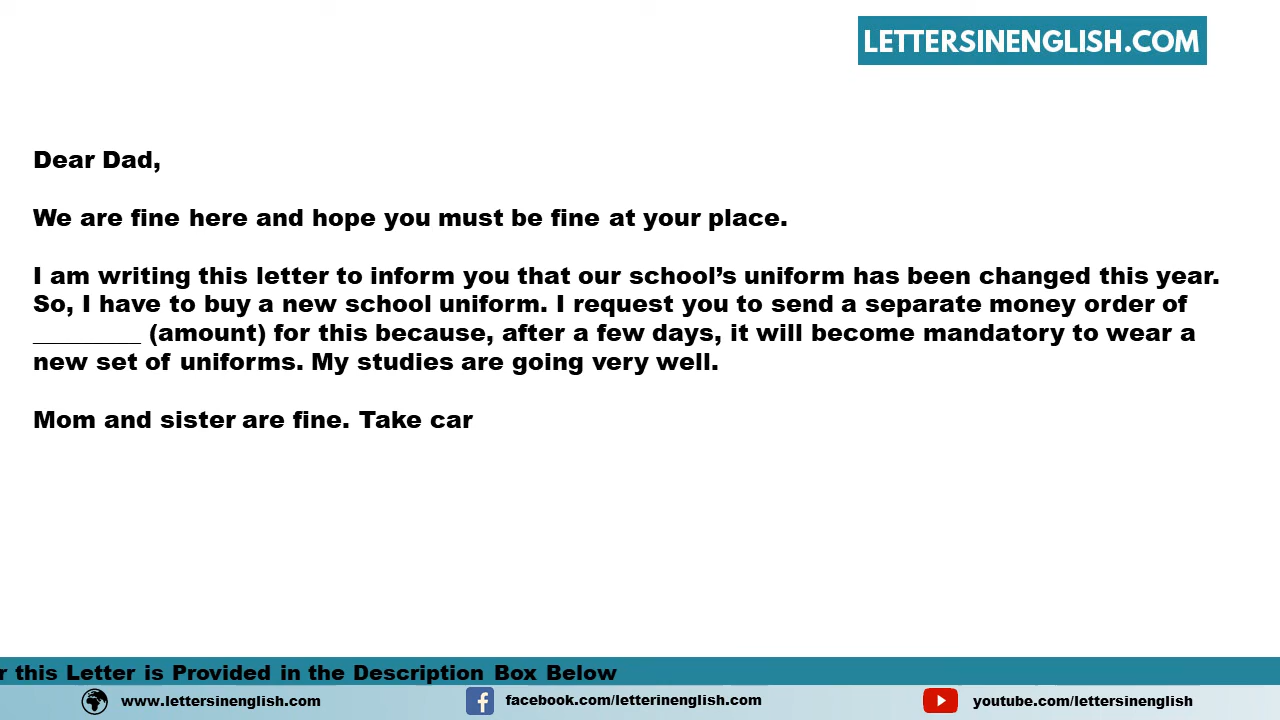 LETTERSINENGLISH.COM
Dear Dad,
We are fine here and hope you must be fine at your place.
I am writing this letter to inform you that our school’s uniform has been changed this year.
So, I have to buy a new school uniform. I request you to send a separate money order of
_________ (amount) for this because, after a few days, it will become mandatory to wear a
new set of uniforms. My studies are going very well.
Mom and sister are fine. Take car
r this Letter is Provided in the Description Box Below
www.lettersinenglish.com
facebook.com/letterinenglish.com
youtube.com/lettersinenglish